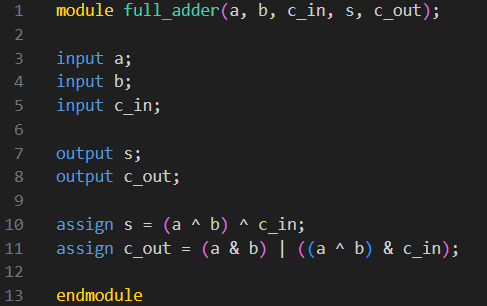 1 module full_adder(a, b, c_in, s, c_out);
2
3 input a;
4 input b;
5 input c_in;
6
7 output s;
8 output c_out;
9
10 assign s = (a ^ b) ^ c_in;
11 assign c_out = (a & b) | ((a ^ b) & c_in);
12
13 endmodule